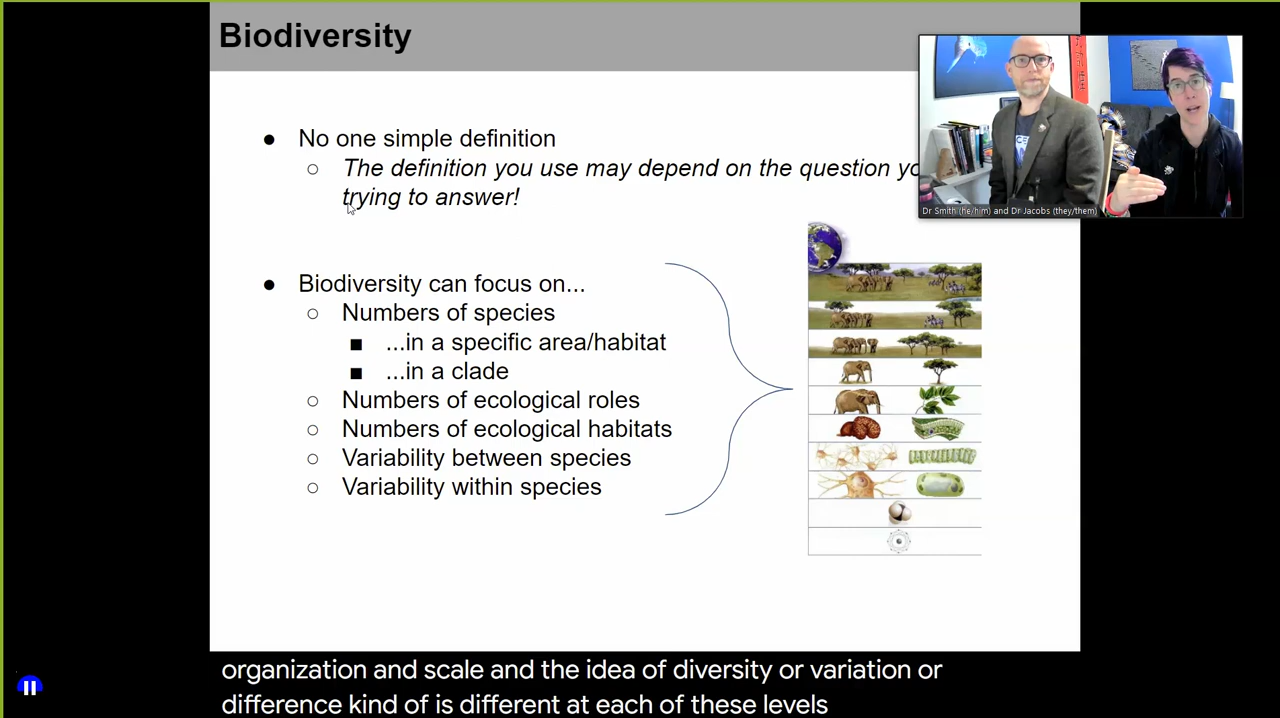 Biodiversity
● No one simple definition
○ The definition you use may depend on the question yo
trying to answer!
Dr Smith (he/him) and Dr Jacobs (they/them)
● Biodiversity can focus on...
○ Numbers of species
■ ...in a specific area/habitat
■ ...in a clade
○ Numbers of ecological roles
○ Numbers of ecological habitats
○ Variability between species
○ Variability within species
organization and scale and the idea of diversity or variation or
difference kind of is different at each of these levels